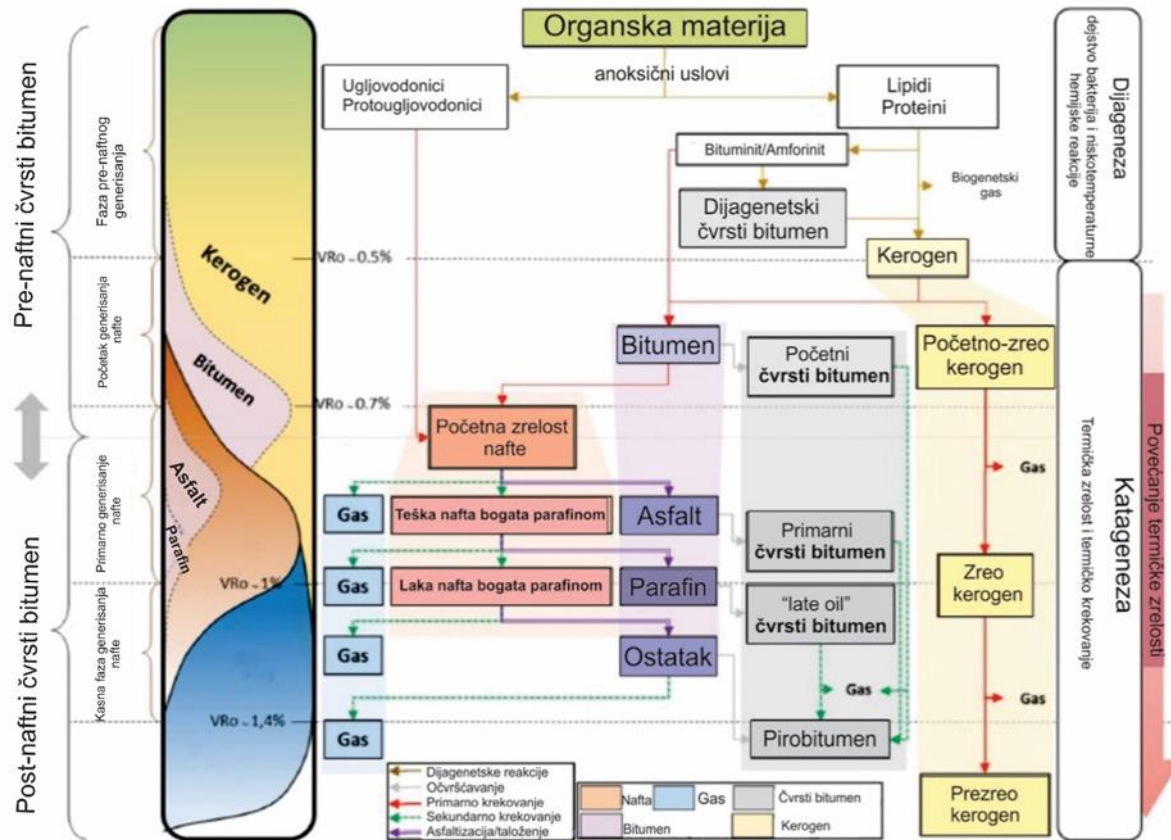 Organska materija
anoksični uslovi
Ugljovodonici
Protougljovodonici
Lipidi
Proteini
Bituminit/Amforinit
Biogenetski
gas
Dijagenetski
čvrsti bitumen
Kerogen
Dijageneza
dejstvo bakterija i niskotemperaturne
hemijske reakcije
Pre-naftni čvrsti bitumen
Faza pre-naftnog
generisanja
Početak generisanja
nafte
Post-naftni čvrsti bitumen
Primarno generisanje
nafte
Kasna faza generisanja
nafte
Kerogen
Bitumen
Asfalt
Parafin
VRo ~ 0.5%
VRo ~ 0.7%
VRo ~ 1%
VRo ~ 1,4%
Bitumen
Početni
čvrsti bitumen
Početno-zreo
kerogen
Početna zrelost
nafte
Gas
Gas
Teška nafta bogata parafinom
Asfalt
Primarni
čvrsti bitumen
Gas
Laka nafta bogata parafinom
Parafin
"late oil"
čvrsti bitumen
Zreo
kerogen
Gas
Ostatak
Gas
Gas
Gas
Pirobitumen
Prezreo
kerogen
Katageneza
Termička zrelost i termičko krekovanje
Povećanje termičke zrelosti
Dijagenetske reakcije
Očvršćavanje
Primarno krekovanje
Sekundarno krekovanje
Asfaltizacija/taloženje
Nafta
Gas
Čvrsti bitumen
Bitumen
Kerogen